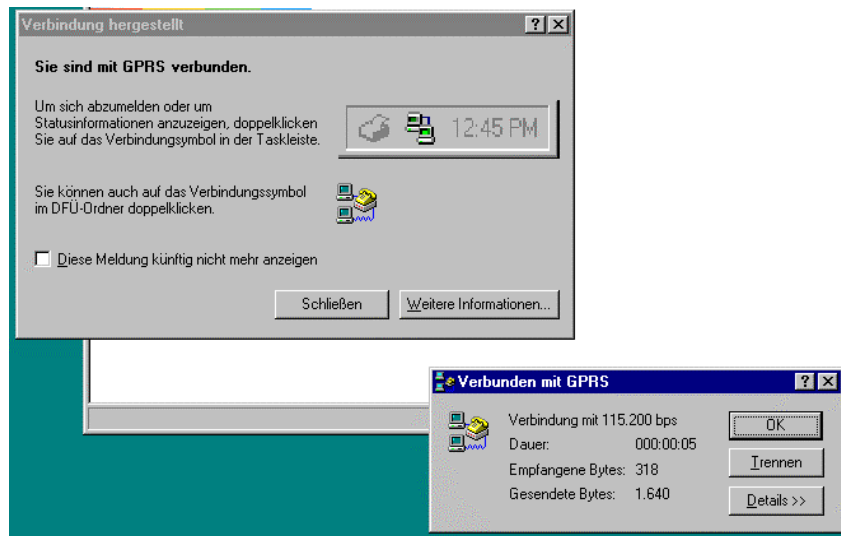 Verbindung hergestellt
Sie sind mit GPRS verbunden.
Um sich abzumelden oder um
Statusinformationen anzuzeigen, doppelklicken
Sie auf das Verbindungsymbol in der Taskleiste.
12:45 PM
Sie können auch auf das Verbindungssymbol
im DFÜ-Ordner doppelklicken.
Diese Meldung künftig nicht mehr anzeigen
Schließen
Weitere Informationen...
Verbunden mit GPRS
Verbindung mit 115.200 bps
Dauer: 000:00:05
Empfangene Bytes: 318
Gesendete Bytes: 1.640
OK
Trennen
Details >>